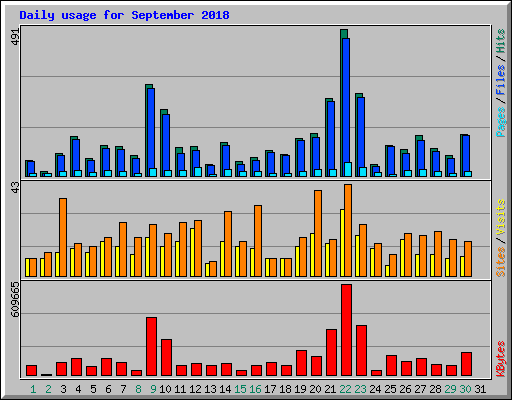 Daily usage for September 2018
491
Pages / Files / Hits
43
Sites / Visits
609665
KBytes
1 2 3 4 5 6 7 8 9 10 11 12 13 14 15 16 17 18 19 20 21 22 23 24 25 26 27 28 29 30 31